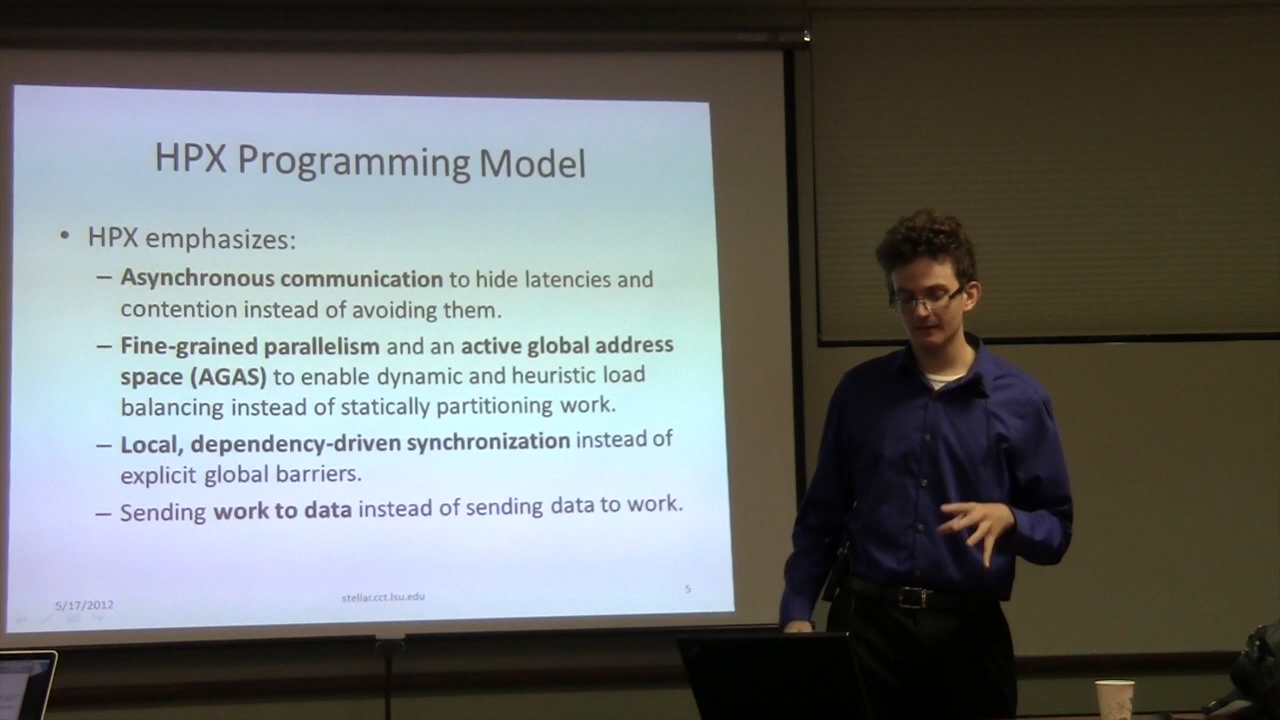 HPX Programming Model
• HPX emphasizes:
– Asynchronous communication to hide latencies and
contention instead of avoiding them.
– Fine-grained parallelism and an active global address
space (AGAS) to enable dynamic and heuristic load
balancing instead of statically partitioning work.
– Local, dependency-driven synchronization instead of
explicit global barriers.
– Sending work to data instead of sending data to work.
5/17/2012
stellar.cct.lsu.edu
5